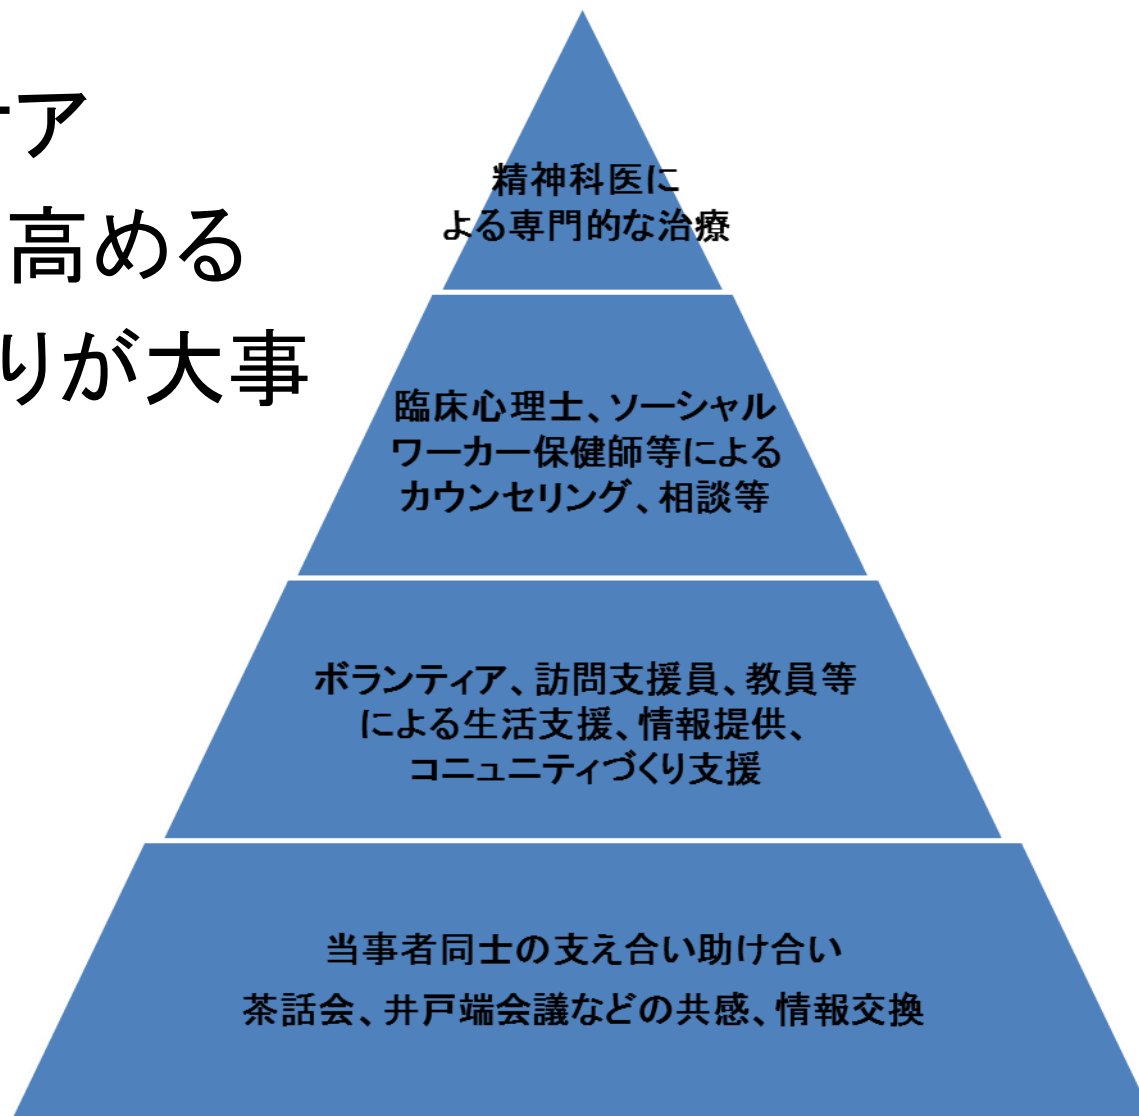 ケア
高める
りが大事
精神科医に
よる専門的な治療
臨床心理士、ソーシャル
ワーカー保健師等による
カウンセリング、相談等
ボランティア、訪問支援員、教員等
による生活支援、情報提供、
コニュニティづくり支援
当事者同士の支え合い助け合い
茶話会、井戸端会議などの共感、情報交換